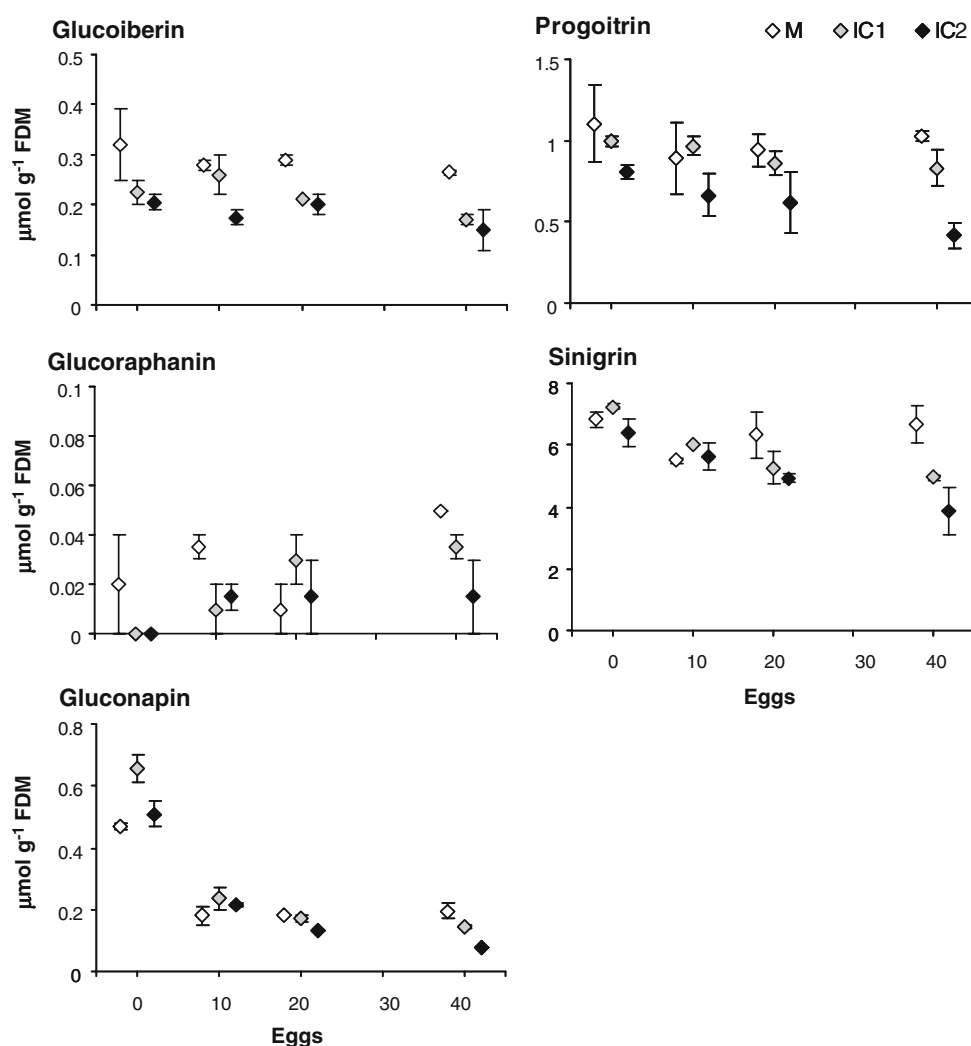 Glucoiberin
0.5
0.4
0.3
0.2
0.1
0
µmol g⁻¹ FDM
Progoitrin
M IC1 IC2
1.5
1
0.5
0
Glucoraphanin
0.1
0.08
0.06
0.04
0.02
0
µmol g⁻¹ FDM
Sinigrin
8
6
4
2
0
0 10 20 30 40
Eggs
Gluconapin
0.8
0.6
0.4
0.2
0
µmol g⁻¹ FDM
0 10 20 30 40
Eggs